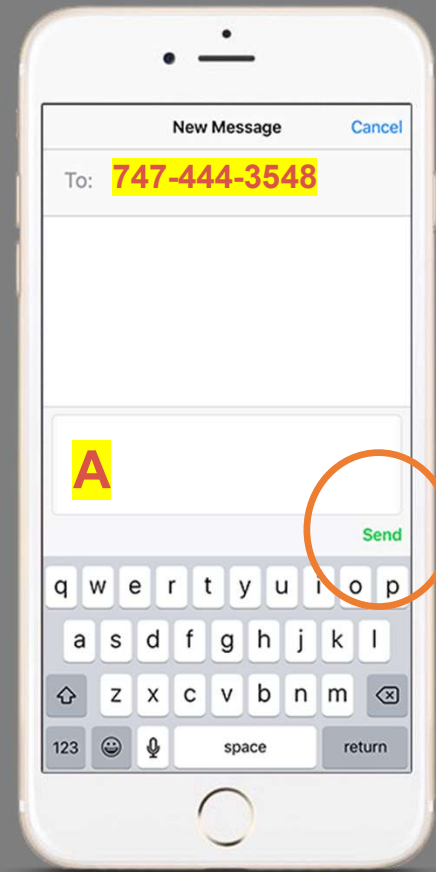 New Message Cancel
To: 747-444-3548
A
Send
q w e r t y u i o p
a s d f g h j k l
z x c v b n m
123 space return